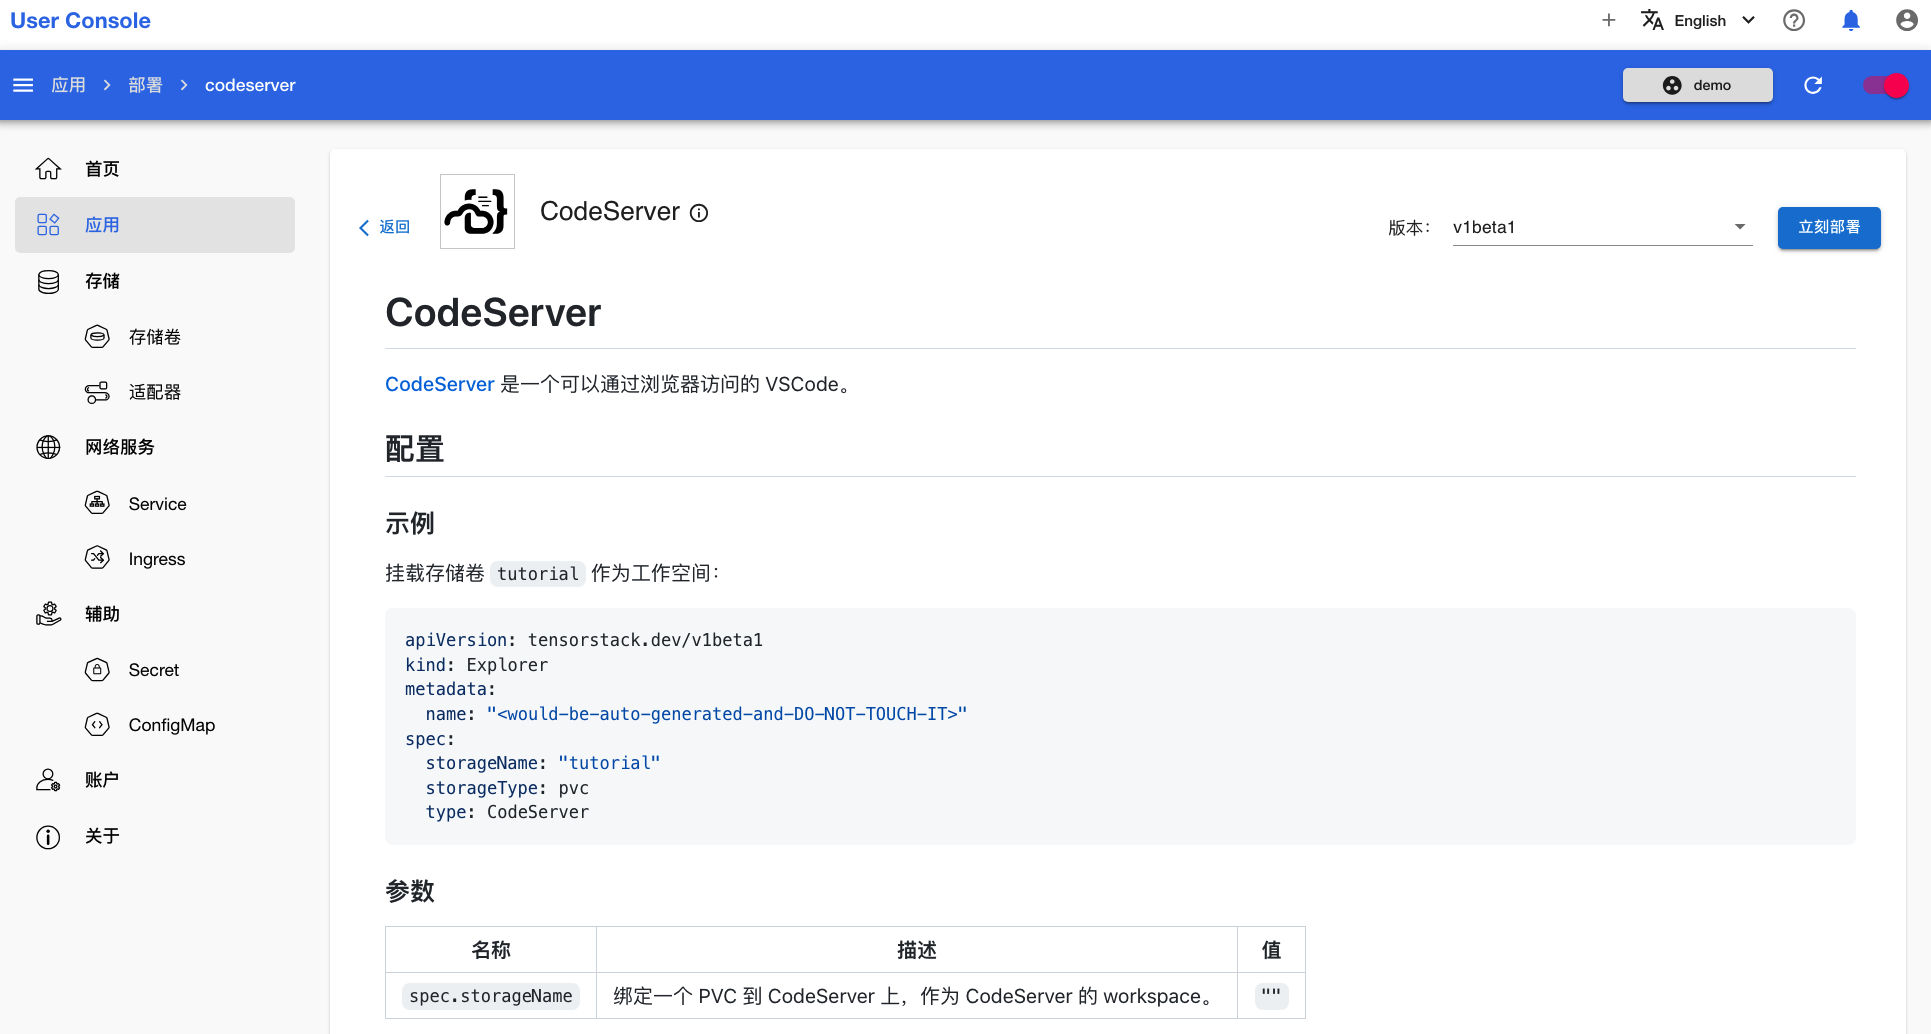 User Console
English
应用 部署 codeserver
demo
首页
应用
存储
存储卷
适配器
网络服务
Service
Ingress
辅助
Secret
ConfigMap
账户
关于
返回
CodeServer
版本：
v1beta1
立刻部署
CodeServer
CodeServer 是一个可以通过浏览器访问的 VSCode。
配置
示例
挂载存储卷 tutorial 作为工作空间：
apiVersion: tensorstack.dev/v1beta1
kind: Explorer
metadata:
  name: "<would-be-auto-generated-and-DO-NOT-TOUCH-IT>"
spec:
  storageName: "tutorial"
  storageType: pvc
  type: CodeServer
参数
名称 描述 值
spec.storageName 绑定一个 PVC 到 CodeServer 上，作为 CodeServer 的 workspace。 ""